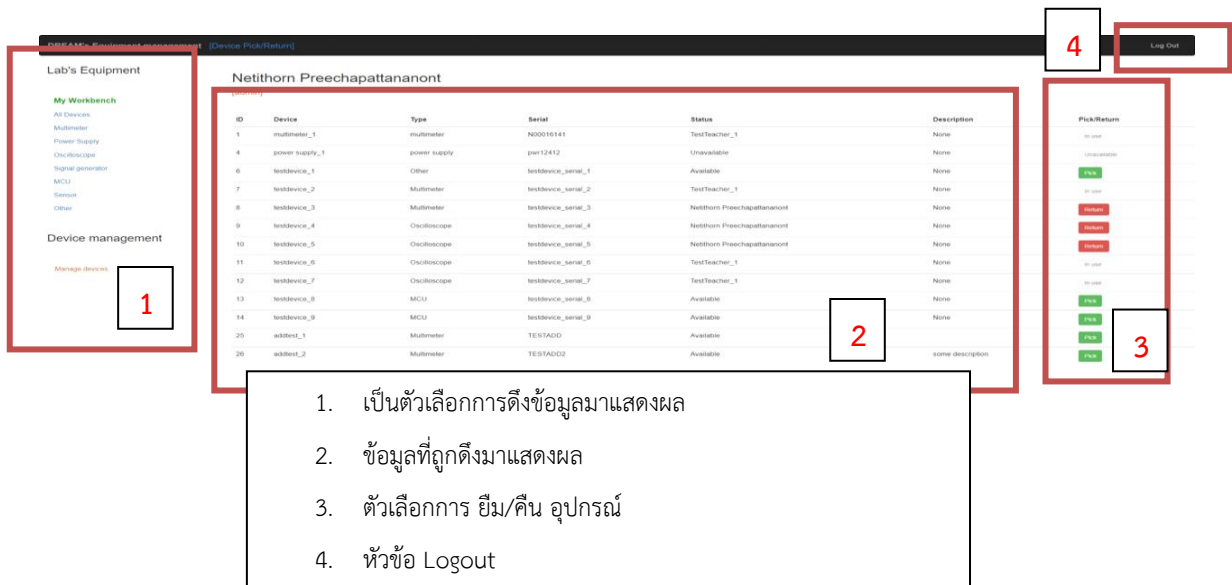 DREAM's Equipment management [Device Pick/Return] Log Out
4
Lab's Equipment
My Workbench
All Devices
Multimeter
Power Supply
Oscilloscope
Signal generator
MCU
Sensor
Other
Device management
Manage devices
1
Netithorn Preechapattananont
[admin]
ID Device Type Serial Status Description Pick/Return
1 multimeter_1 multimeter N00016141 TestTeacher_1 None In use
4 power supply_1 power supply pwr12412 Unavailable None Unavailable
6 testdevice_1 Other testdevice_serial_1 Available None Pick
7 testdevice_2 Multimeter testdevice_serial_2 TestTeacher_1 None In use
8 testdevice_3 Multimeter testdevice_serial_3 Netithorn Preechapattananont None Return
9 testdevice_4 Oscilloscope testdevice_serial_4 Netithorn Preechapattananont None Return
10 testdevice_5 Oscilloscope testdevice_serial_5 Netithorn Preechapattananont None Return
11 testdevice_6 Oscilloscope testdevice_serial_6 TestTeacher_1 None In use
12 testdevice_7 Oscilloscope testdevice_serial_7 TestTeacher_1 None In use
13 testdevice_8 MCU testdevice_serial_8 Available None Pick
14 testdevice_9 MCU testdevice_serial_9 Available None Pick
25 addtest_1 Multimeter TESTADD Available Pick
26 addtest_2 Multimeter TESTADD2 Available some description Pick
2
3
1. เป็นตัวเลือกการดึงข้อมูลมาแสดงผล
2. ข้อมูลที่ถูกดึงมาแสดงผล
3. ตัวเลือกการ ยืม/คืน อุปกรณ์
4. หัวข้อ Logout